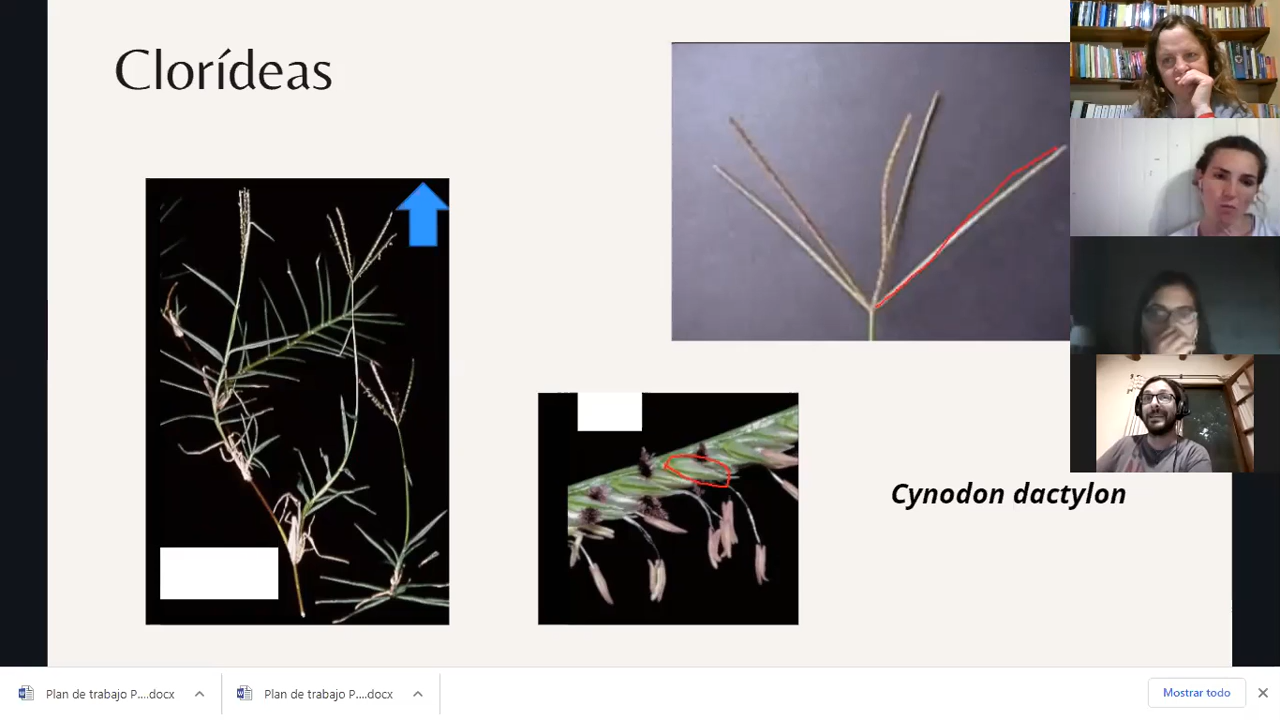 Clorídeas
Cynodon dactylon
Plan de trabajo P....docx
Plan de trabajo P....docx
Mostrar todo